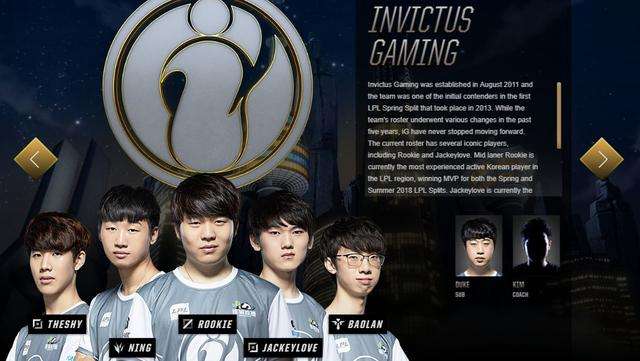 INVICTUS
GAMING
Invictus Gaming was established in August 2011 and
the team was one of the initial contenders in the first
LPL Spring Split that took place in 2013. While the
team's roster underwent various changes in the past
five years, iG have never stopped moving forward.
The current roster has several iconic players,
including Rookie and Jackeylove. Mid laner Rookie is
currently the most experienced active Korean player in
the LPL region, winning MVP for both the Spring and
Summer 2018 LPL Splits. Jackeylove is currently the
DUKE
SUB
KIM
COACH
THESHY
NING
ROOKIE
JACKEYLOVE
BAOLAN
LPL